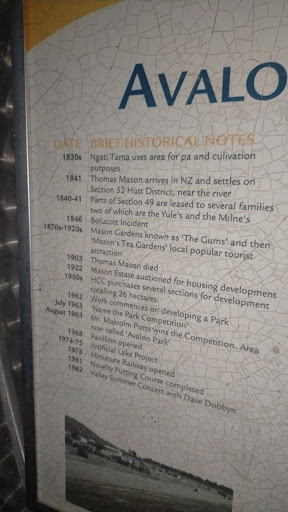 AVALO
DATE BRIEF HISTORICAL NOTES
1830s Ngati Tama uses area for pa and culivation
purposes
1841 Thomas Mason arrives in NZ and settles on
Section 52 Hutt District, near the river
1840-41 Parts of Section 49 are leased to several families
two of which are the Yule's and the Milne's
1846 Bolucott Incident
1870s-1920s Mason Gardens known as 'The Gums' and then
'Mason's Tea Gardens' local popular tourist
attraction
1903 Thomas Mason died
1922 Mason Estate auctioned for housing development
1950s HCC purchased several sections for development
totalling 26 hectares
1962 Work commences on developing a Park
July 1963 'Name the Park Competition'
August 1963 Mr. Malcolm Potts wins the Competition. Area
now called 'Avalon Park'
1968 Pavillion opened
1974-75 Artificial Lake Project
1978 Miniature Railway opened
1981 Novelty Putting Course completed
1982 Valley Summer Concert with Dave Dobbyn